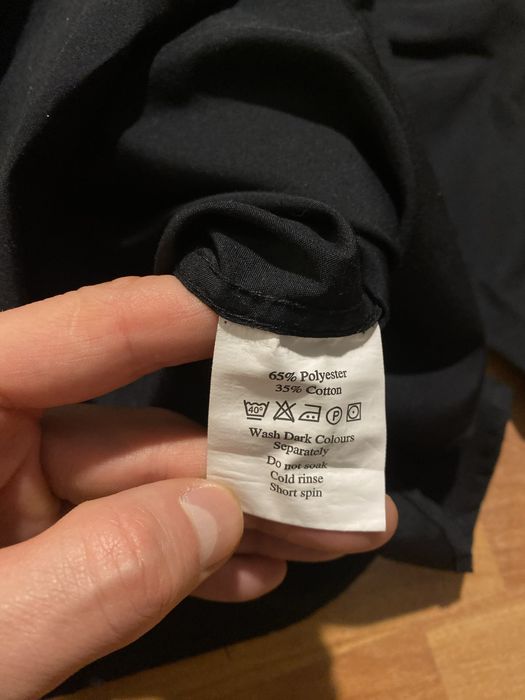 65% Polyester
35% Cotton
40° P
Wash Dark Colours
Separately
Do not soak
Cold rinse
Short spin